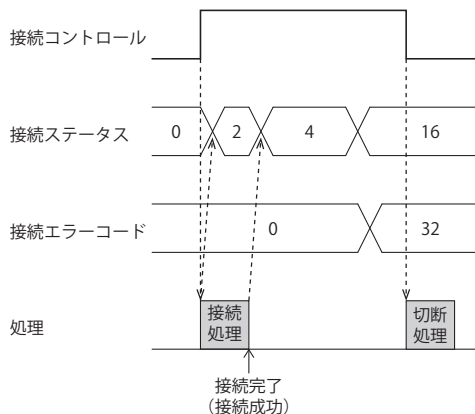 接続コントロール
接続ステータス
0
2
4
16
接続エラーコード
0
32
処理
接続
処理
切断
処理
接続完了
（接続成功）